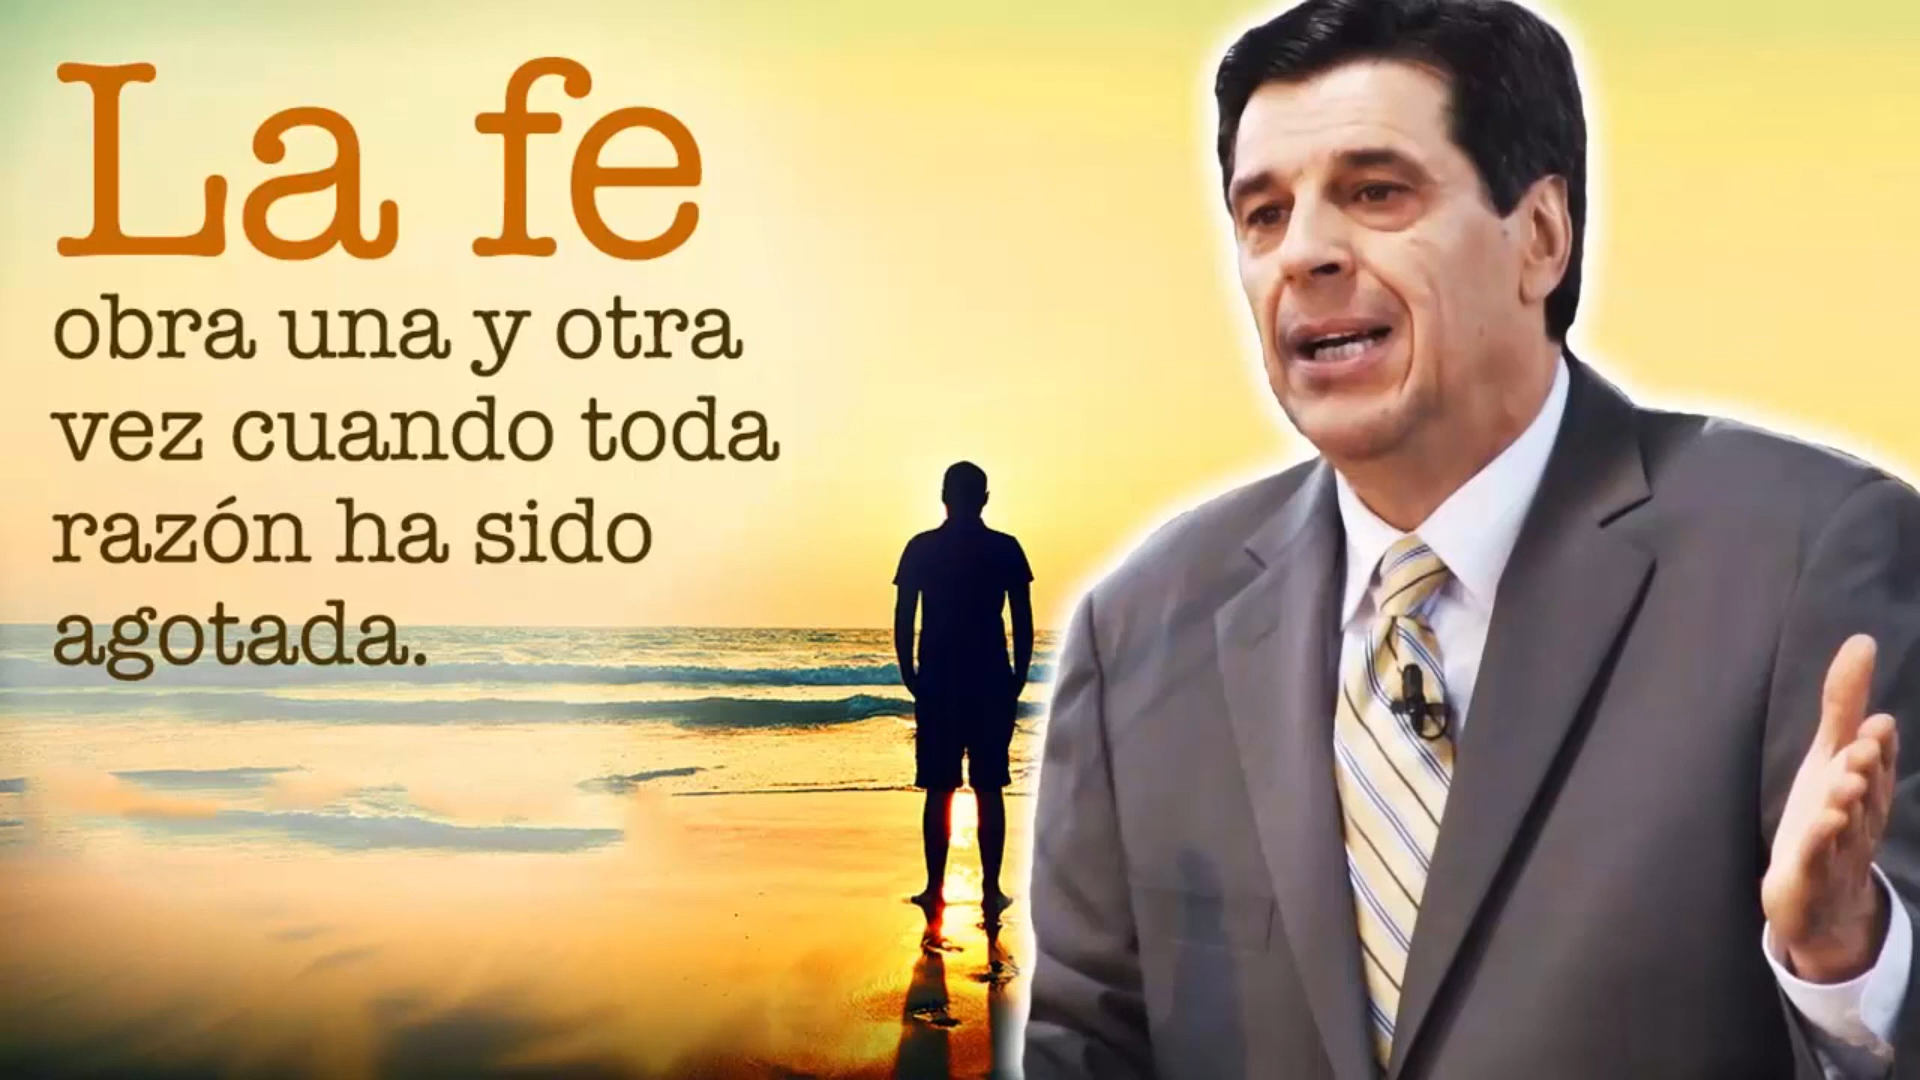 La fe
obra una y otra
vez cuando toda
razón ha sido
agotada.